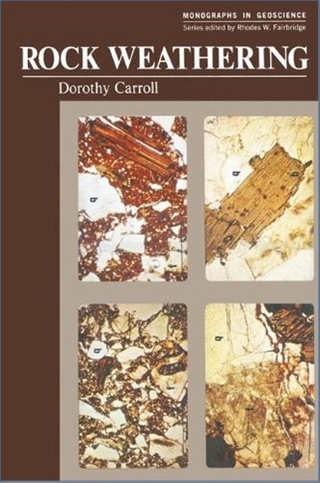 MONOGRAPHS IN GEOSCIENCE
Series edited by Rhodes W. Fairbridge
ROCK WEATHERING
Dorothy Carroll
b
b
b